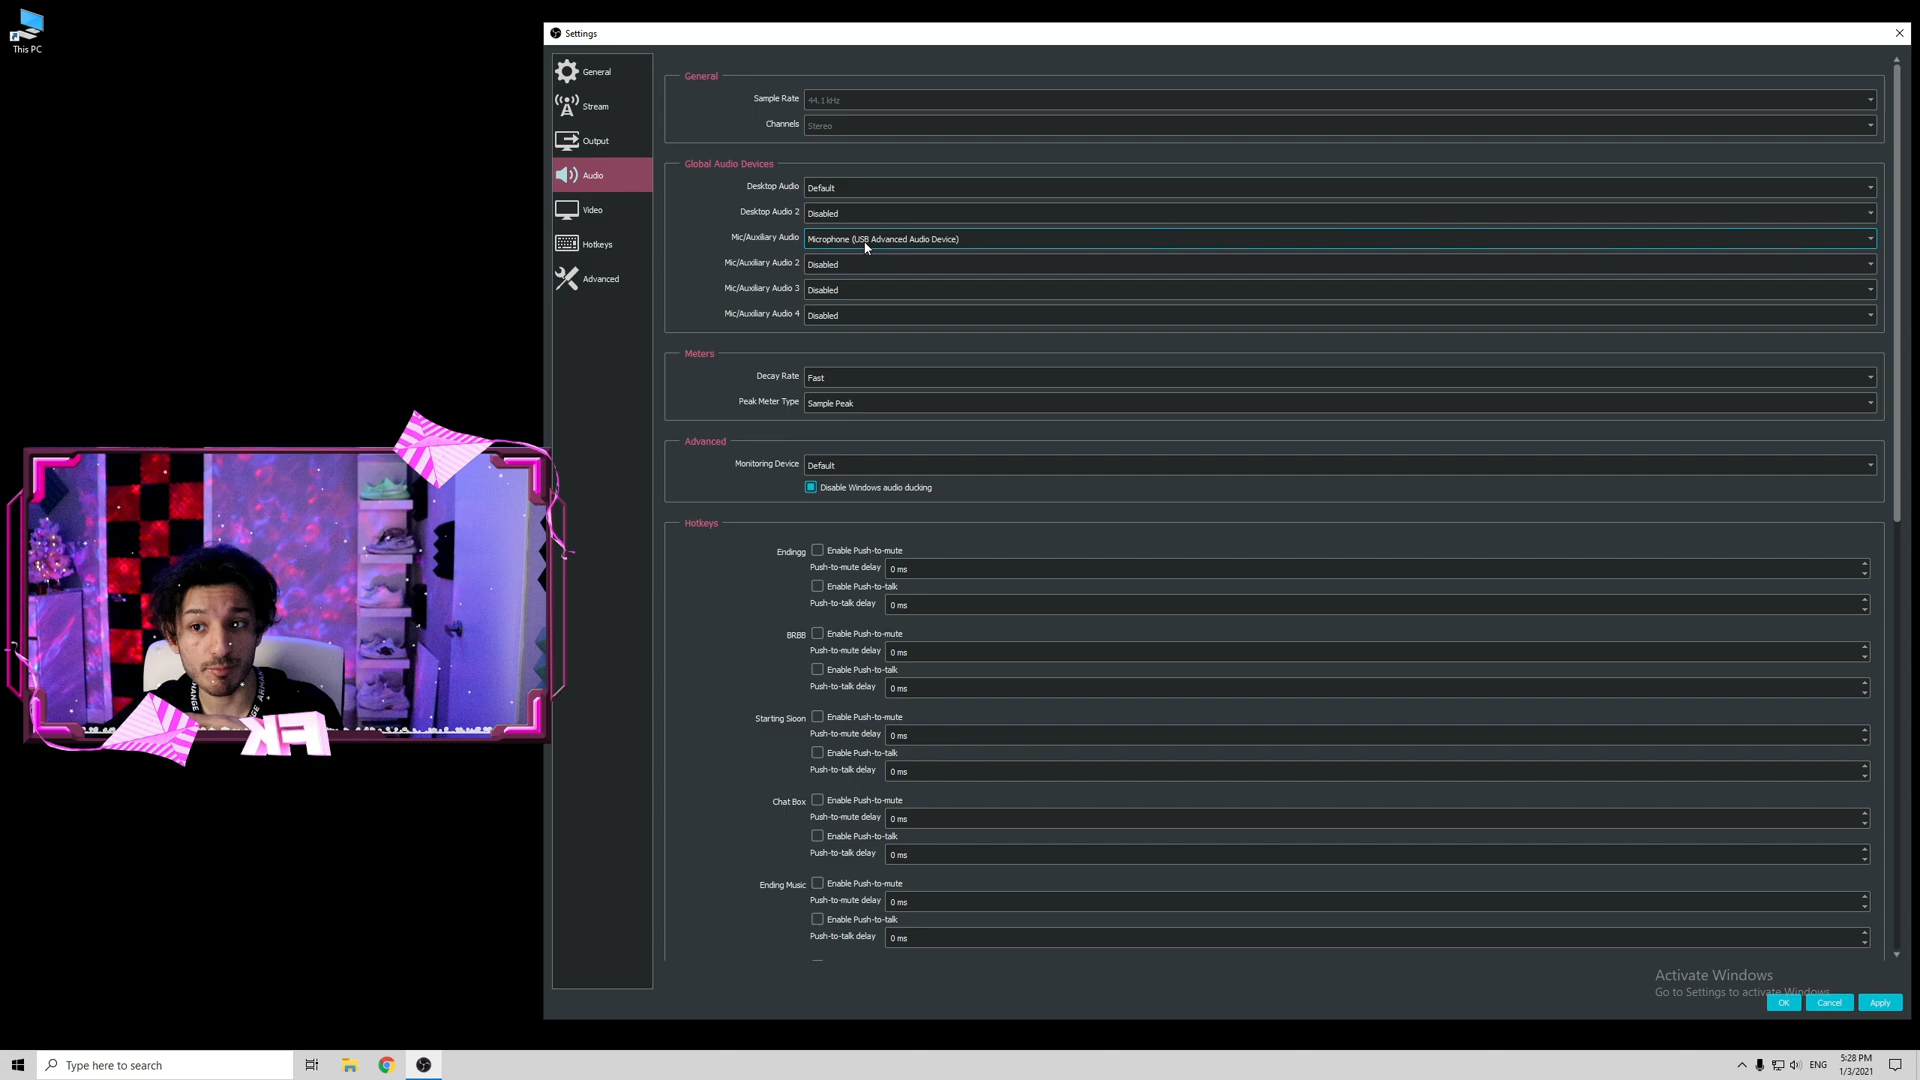 This PC
Settings
General
Stream
Output
Audio
Video
Hotkeys
Advanced
General
Sample Rate 44.1 kHz
Channels Stereo
Global Audio Devices
Desktop Audio Default
Desktop Audio 2 Disabled
Mic/Auxiliary Audio Microphone (USB Advanced Audio Device)
Mic/Auxiliary Audio 2 Disabled
Mic/Auxiliary Audio 3 Disabled
Mic/Auxiliary Audio 4 Disabled
Meters
Decay Rate Fast
Peak Meter Type Sample Peak
Advanced
Monitoring Device Default
Disable Windows audio ducking
Hotkeys
Endingg Enable Push-to-mute
Push-to-mute delay 0 ms
Enable Push-to-talk
Push-to-talk delay 0 ms
BRBB Enable Push-to-mute
Push-to-mute delay 0 ms
Enable Push-to-talk
Push-to-talk delay 0 ms
Starting Sioon Enable Push-to-mute
Push-to-mute delay 0 ms
Enable Push-to-talk
Push-to-talk delay 0 ms
Chat Box Enable Push-to-mute
Push-to-mute delay 0 ms
Enable Push-to-talk
Push-to-talk delay 0 ms
Ending Music Enable Push-to-mute
Push-to-mute delay 0 ms
Enable Push-to-talk
Push-to-talk delay 0 ms
Activate Windows
Go to Settings to activate Windows.
OK Cancel Apply
Type here to search
ENG
5:28 PM
1/3/2021